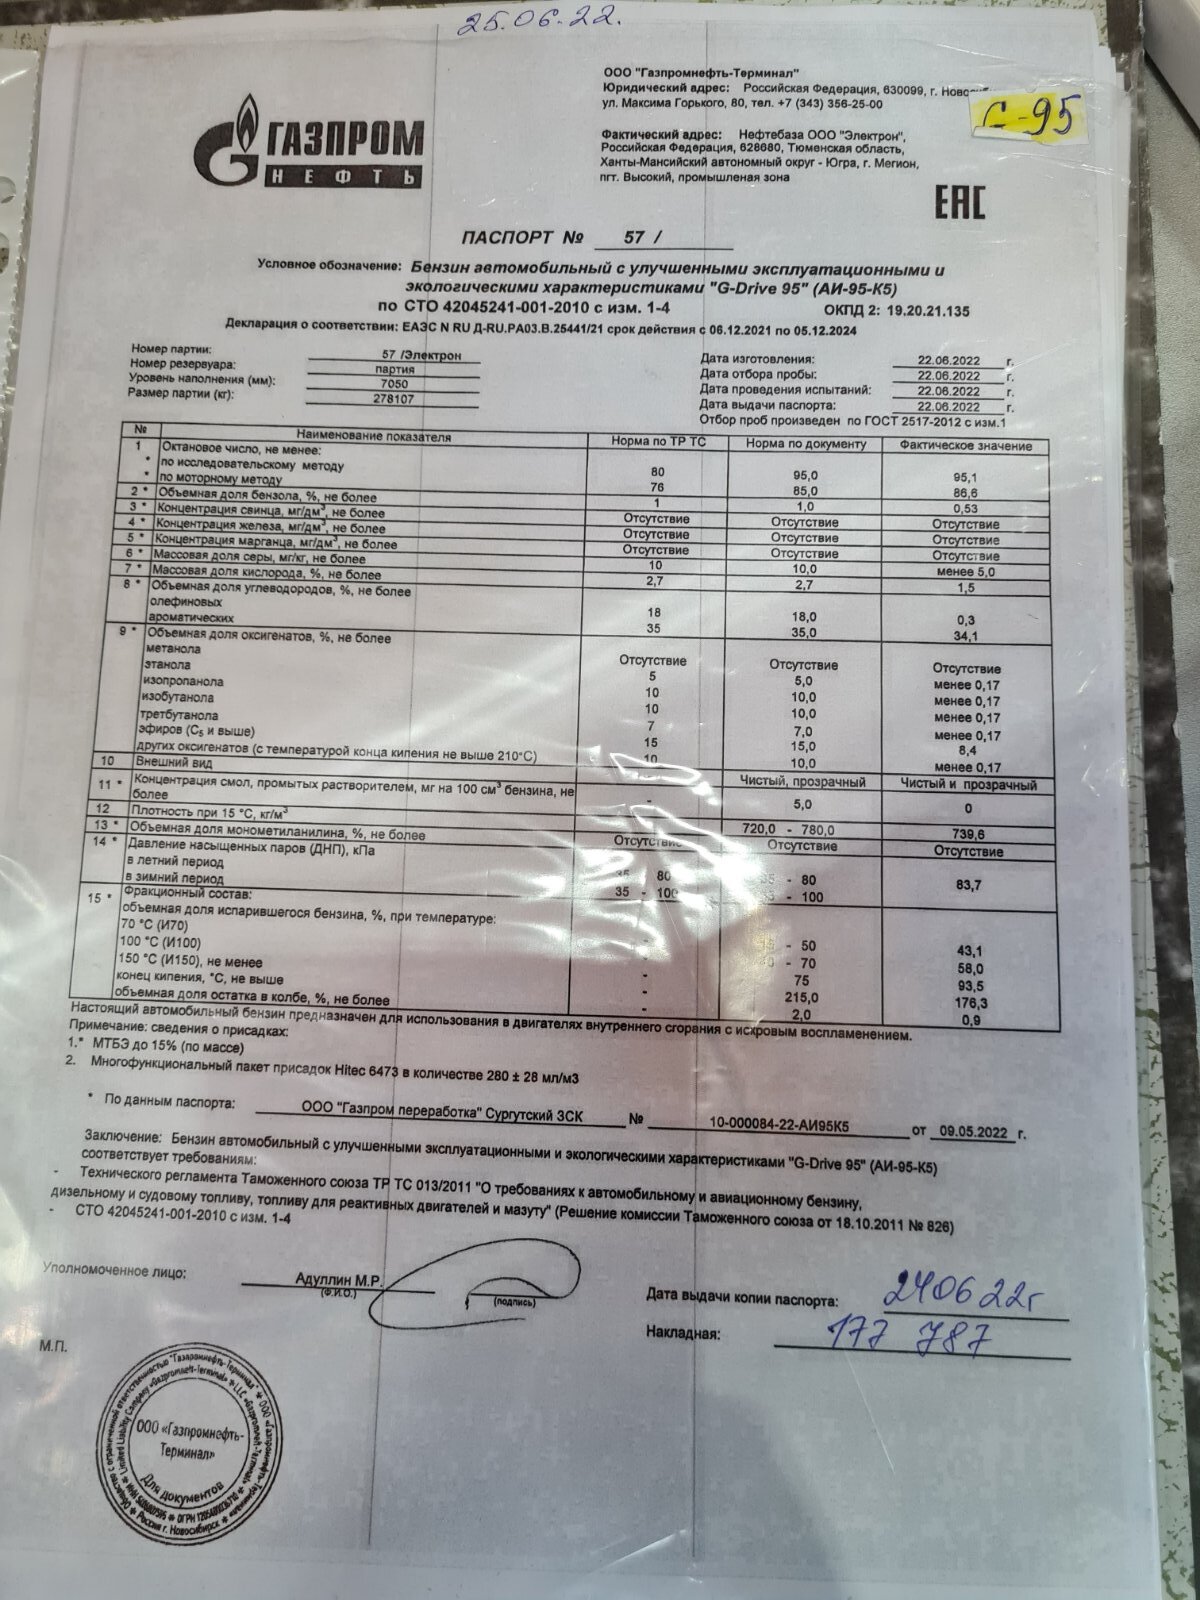 25.06.22.
ООО "Газпромнефть-Терминал"
Юридический адрес: Российская Федерация, 630099, г.
ул. Максима Горького, 80, тел. +7 (343) 356-25-00
G-95
Фактический адрес: Нефтебаза ООО "Электрон",
Российская Федерация, 628680, Тюменская область,
Ханты-Мансийский автономный округ - Югра, г. Мегион,
пгт. Высокий, промышленая зона
ГАЗПРОМ
НЕФТЬ
ЕАС
ПАСПОРТ № 57 /
Условное обозначение: Бензин автомобильный с улучшенными эксплуатационными и
экологическими характеристиками "G-Drive 95" (АИ-95-К5)
по СТО 42045241-001-2010 с изм. 1-4 ОКПД 2: 19.20.21.135
Декларация о соответствии: ЕАЭС N RU Д-RU.РА03.В.25441/21 срок действия с 06.12.2021 по 05.12.2024
Номер партии: 57 /Электрон
Номер резервуара: партия
Уровень наполнения (мм): 7050
Размер партии (кг): 278107
Дата изготовления: 22.06.2022 г.
Дата отбора пробы: 22.06.2022 г.
Дата проведения испытаний: 22.06.2022 г.
Дата выдачи паспорта: 22.06.2022 г.
Отбор проб произведен по ГОСТ 2517-2012 с изм.1
№ Наименование показателя Норма по ТР ТС Норма по документу Фактическое значение
1 Октановое число, не менее:
* по исследовательскому методу 80 95,0 95,1
* по моторному методу 76 85,0 86,6
2 * Объемная доля бензола, %, не более 1 1,0 0,53
3 * Концентрация свинца, мг/дм³, не более Отсутствие Отсутствие Отсутствие
4 * Концентрация железа, мг/дм³, не более Отсутствие Отсутствие Отсутствие
5 * Концентрация марганца, мг/дм³, не более Отсутствие Отсутствие Отсутствие
6 * Массовая доля серы, мг/кг, не более 10 10,0 менее 5,0
7 * Массовая доля кислорода, %, не более 2,7 2,7 1,5
8 * Объемная доля углеводородов, %, не более
олефиновых 18 18,0 0,3
ароматических 35 35,0 34,1
9 * Объемная доля оксигенатов, %, не более
метанола Отсутствие Отсутствие Отсутствие
этанола 5 5,0 менее 0,17
изопропанола 10 10,0 менее 0,17
изобутанола 10 10,0 менее 0,17
третбутанола 7 7,0 менее 0,17
эфиров (С5 и выше) 15 15,0 8,4
других оксигенатов (с температурой конца кипения не выше 210°С) 10 10,0 менее 0,17
10 Внешний вид Чистый, прозрачный Чистый и прозрачный
11 * Концентрация смол, промытых растворителем, мг на 100 см³ бензина, не
более - 5,0 0
12 Плотность при 15 °С, кг/м³ 720,0 - 780,0 739,6
13 * Объемная доля монометиланилина, %, не более Отсутствие Отсутствие Отсутствие
14 * Давление насыщенных паров (ДНП), кПа
в летний период 35 80 35 - 80 83,7
в зимний период 35 - 100 - 100
15 * Фракционный состав:
объемная доля испарившегося бензина, %, при температуре:
70 °С (И70) - - 50 43,1
100 °С (И100) - - 70 58,0
150 °С (И150), не менее - 75 93,5
конец кипения, °С, не выше - 215,0 176,3
объемная доля остатка в колбе, %, не более - 2,0 0,9
Настоящий автомобильный бензин предназначен для использования в двигателях внутреннего сгорания с искровым воспламенением.
Примечание: сведения о присадках:
1.* МТБЭ до 15% (по массе)
2. Многофункциональный пакет присадок Hitec 6473 в количестве 280 ± 28 мл/м3
* По данным паспорта: ООО "Газпром переработка" Сургутский ЗСК № 10-000084-22-АИ95К5 от 09.05.2022 г.
Заключение: Бензин автомобильный с улучшенными эксплуатационными и экологическими характеристиками "G-Drive 95" (АИ-95-К5)
соответствует требованиям:
- Технического регламента Таможенного союза ТР ТС 013/2011 "О требованиях к автомобильному и авиационному бензину,
дизельному и судовому топливу, топливу для реактивных двигателей и мазуту" (Решение комиссии Таможенного союза от 18.10.2011 № 826)
- СТО 42045241-001-2010 с изм. 1-4
Уполномоченное лицо: Адуллин М.Р.
(Ф.И.О.) (подпись)
Дата выдачи копии паспорта: 240622г
Накладная: 177 787
М.П.
ООО «Газпромнефть-
Терминал»
Для документов